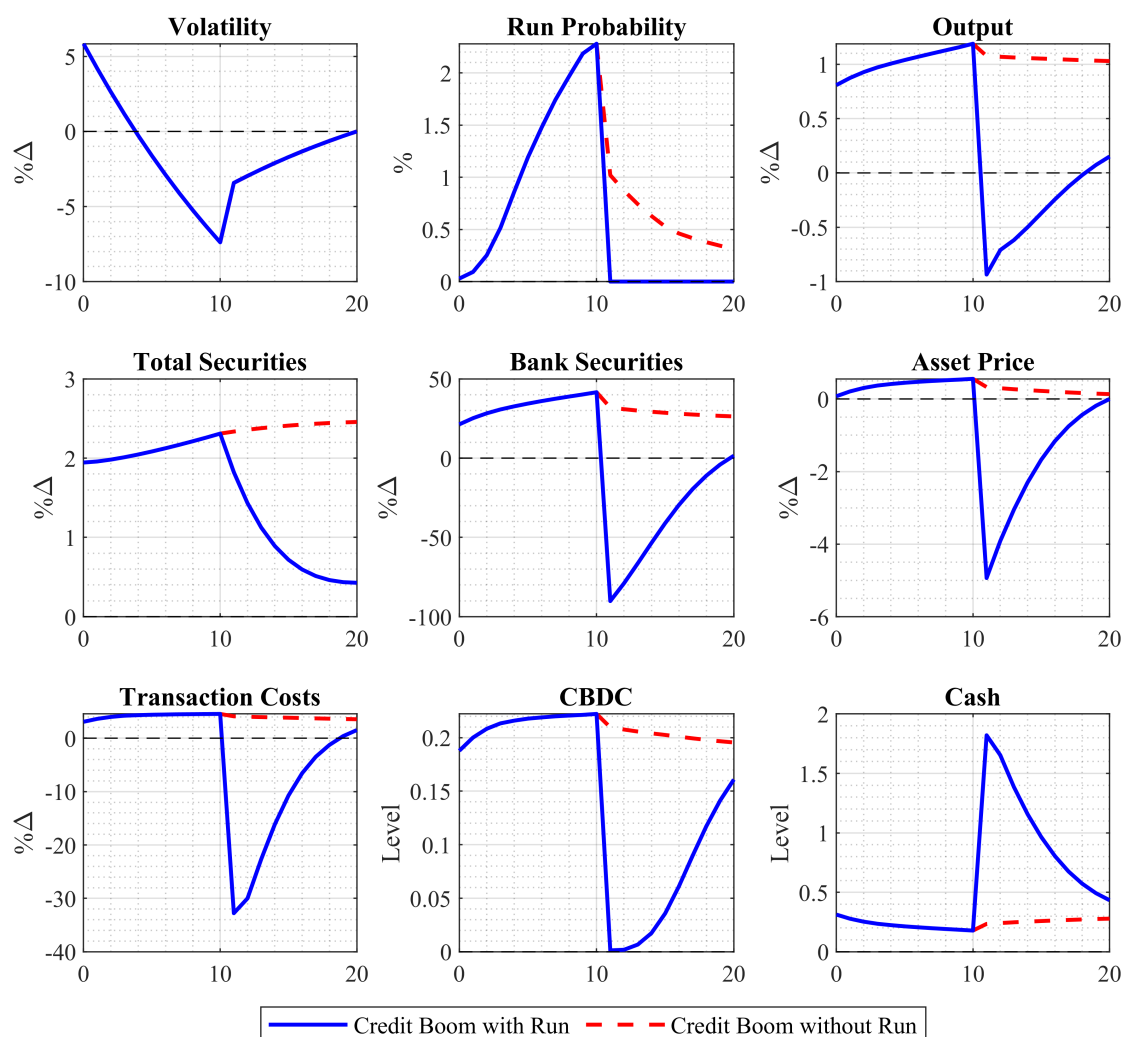 Volatility
%Δ
5
0
-5
-10
0 10 20
Run Probability
%
2
1.5
1
0.5
0
0 10 20
Output
%Δ
1
0.5
0
-0.5
-1
0 10 20
Total Securities
%Δ
3
2
1
0
0 10 20
Bank Securities
%Δ
50
0
-50
-100
0 10 20
Asset Price
%Δ
0
-2
-4
-6
0 10 20
Transaction Costs
%Δ
0
-10
-20
-30
-40
0 10 20
CBDC
Level
0.2
0.15
0.1
0.05
0
0 10 20
Cash
Level
2
1.5
1
0.5
0
0 10 20
Credit Boom with Run Credit Boom without Run